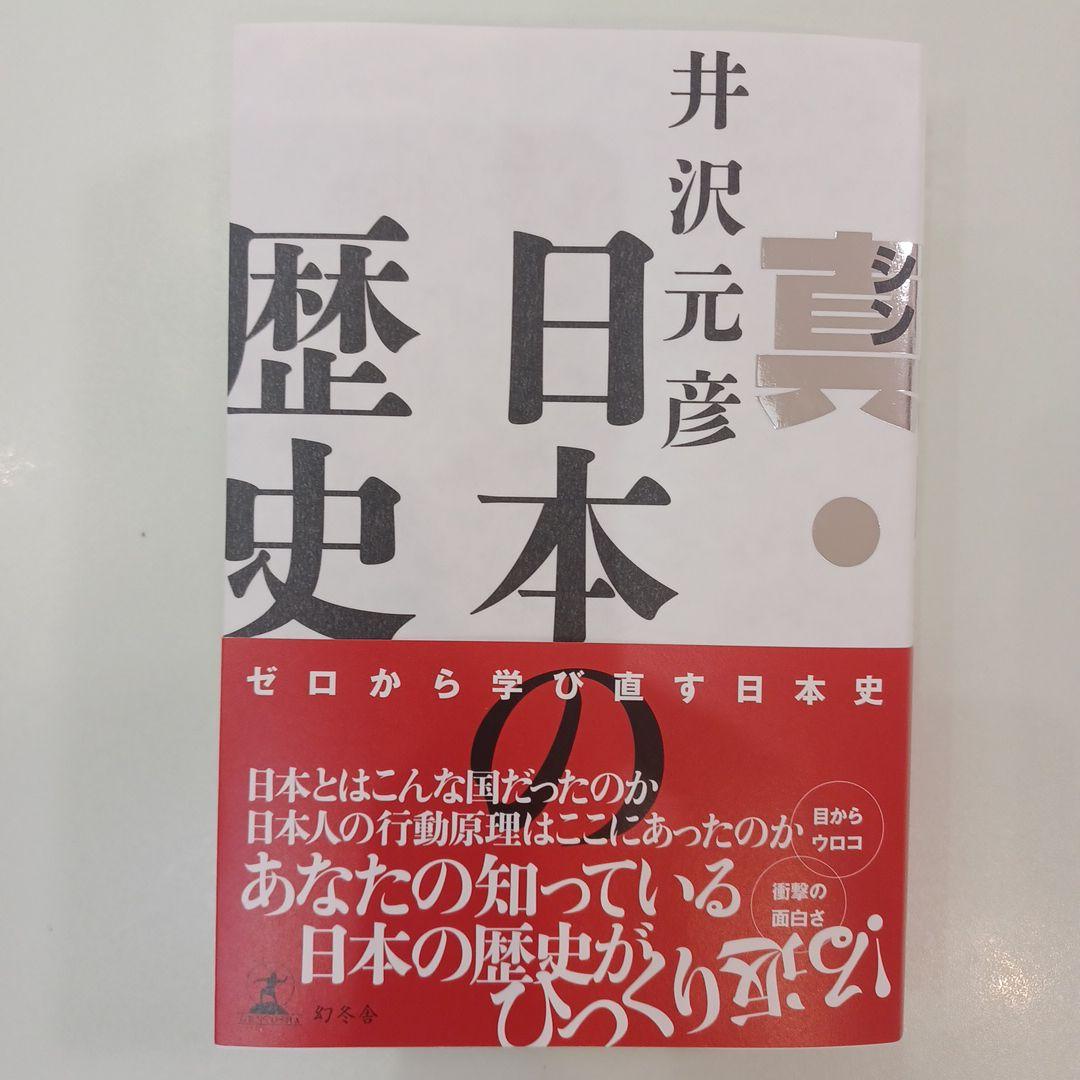 真・
シン
日本の
歴史
井沢元彦
ゼロから学び直す日本史
日本とはこんな国だったのか
日本人の行動原理はここにあったのか
あなたの知っている
日本の歴史が
ひっくり返る!
目から
ウロコ
衝撃の
面白さ
GENTOSHA
幻冬舎